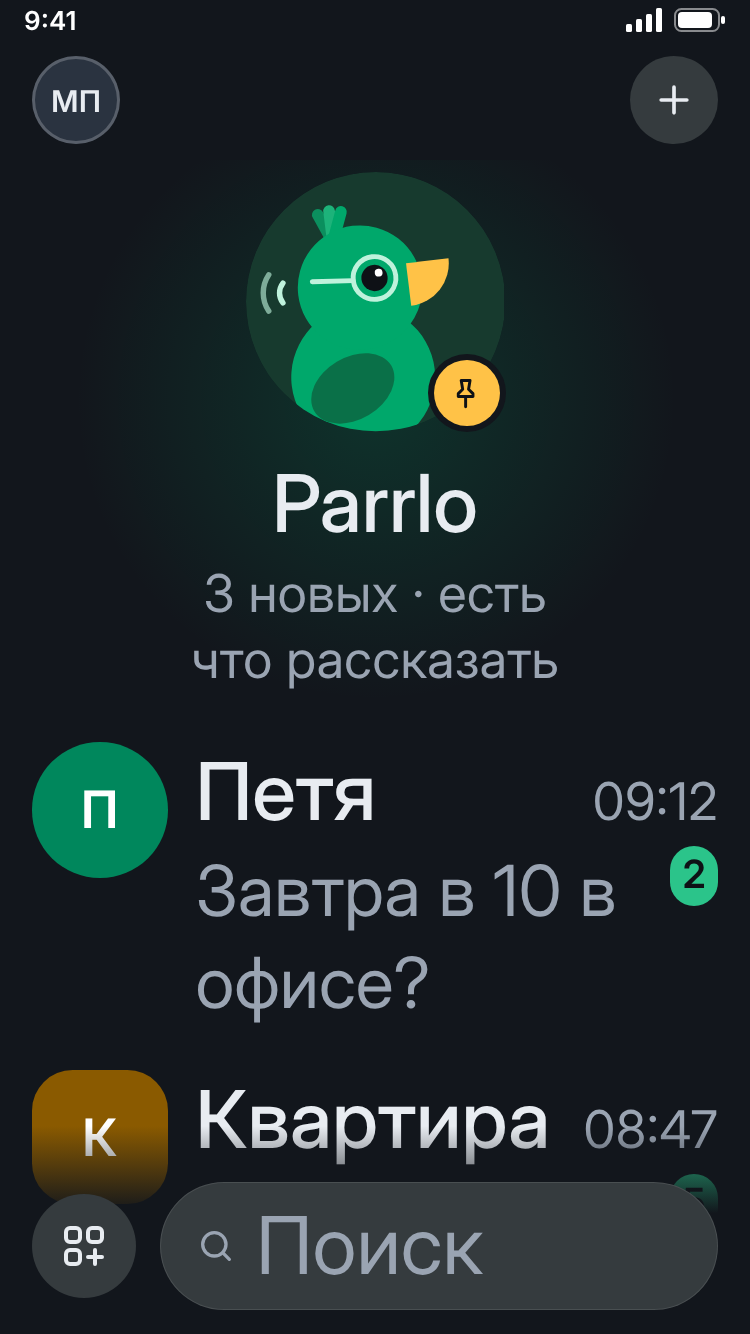 9:41
МП
Parrlo
3 новых · есть
что рассказать
П
Петя
09:12
Завтра в 10 в
2
офисе?
К
Квартира
08:47
Поиск